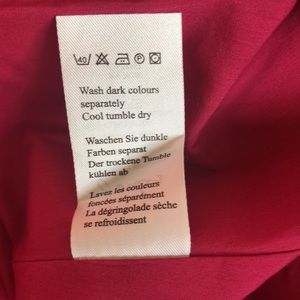 40 P
Wash dark colours
separately
Cool tumble dry
Waschen Sie dunkle
Farben separat
Der trockene Tumble
kühlen ab
Lavez les couleurs
foncées séparément
La dégringolade sèche
se refroidissent